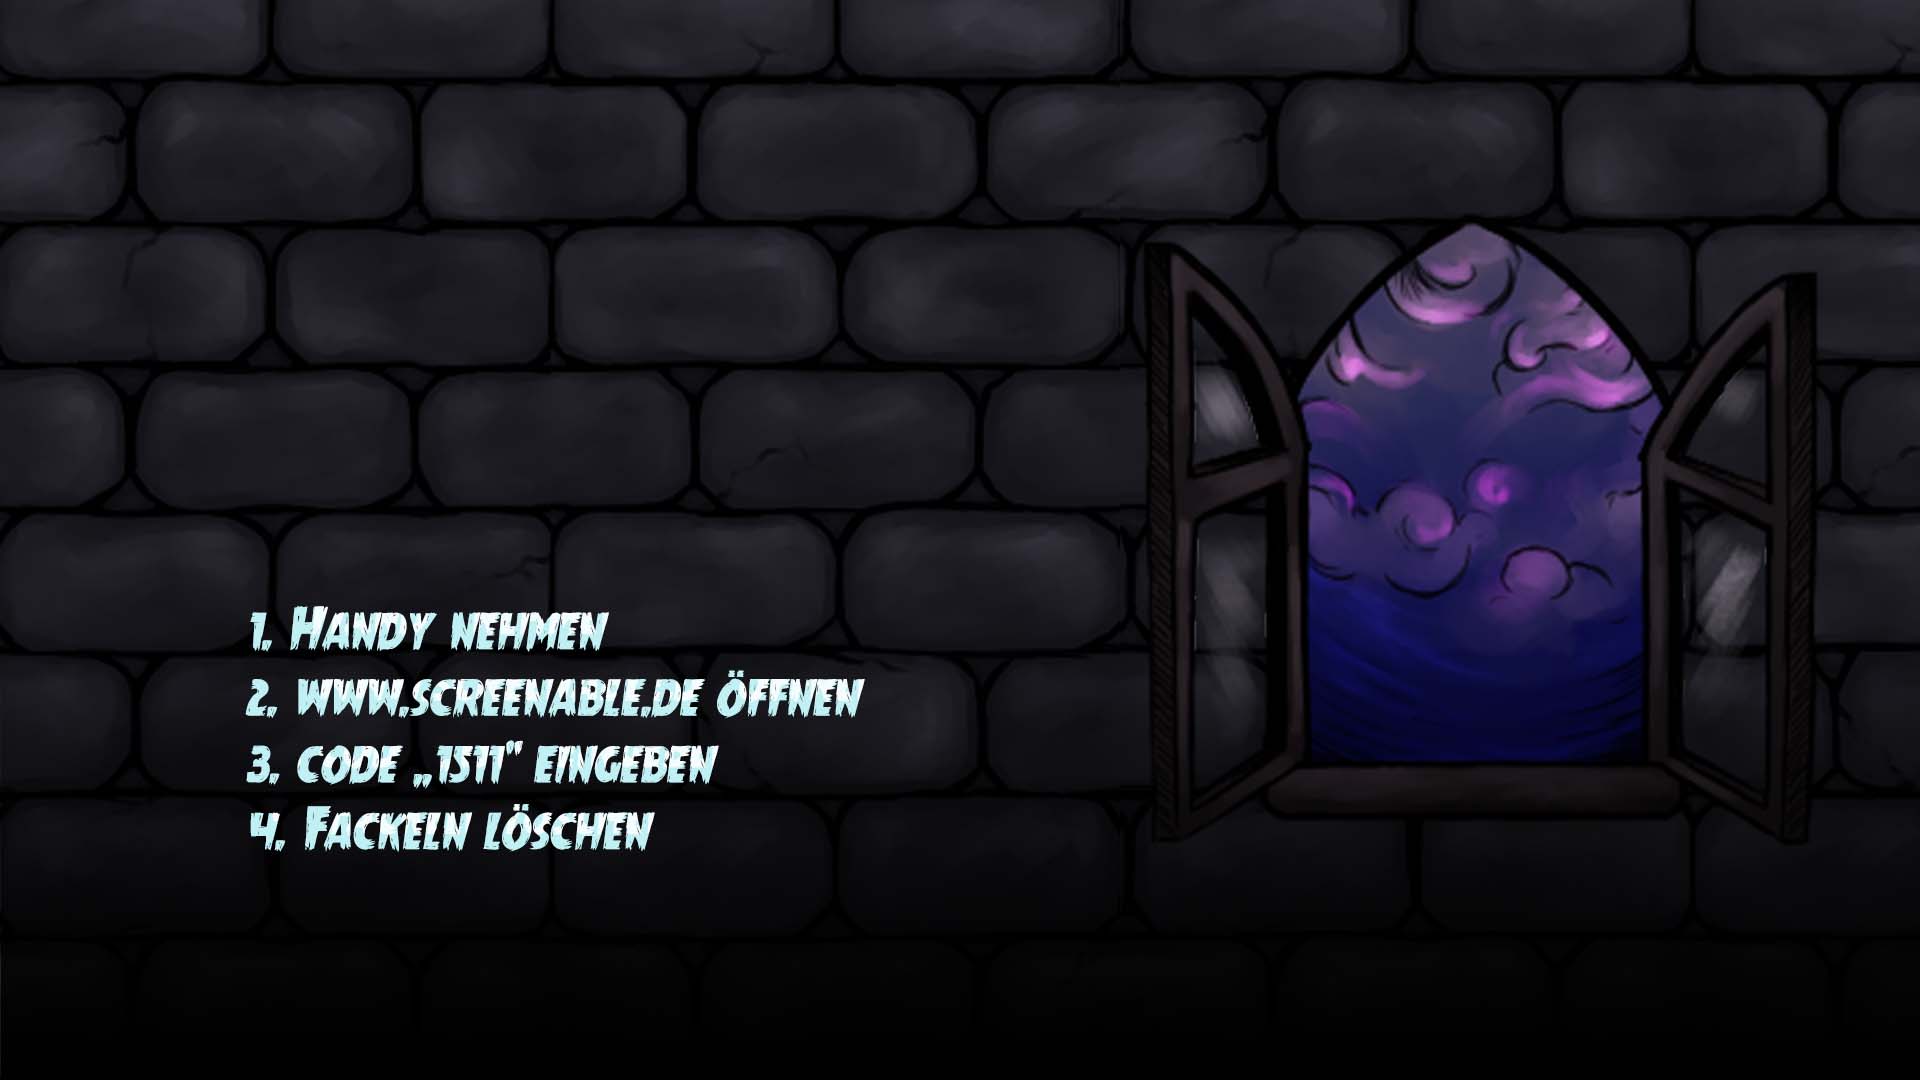 1. Handy nehmen
2. www.screenable.de öffnen
3. Code „1511“ eingeben
4. Fackeln löschen